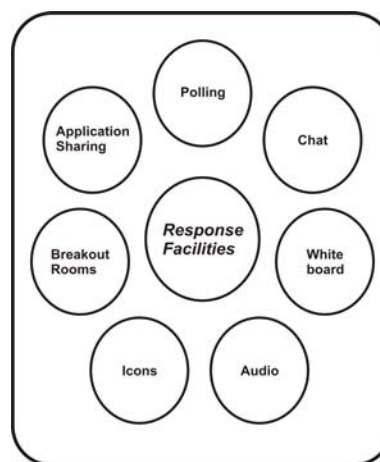 Polling
Application
Sharing
Chat
Response
Facilities
Breakout
Rooms
White
board
Icons
Audio